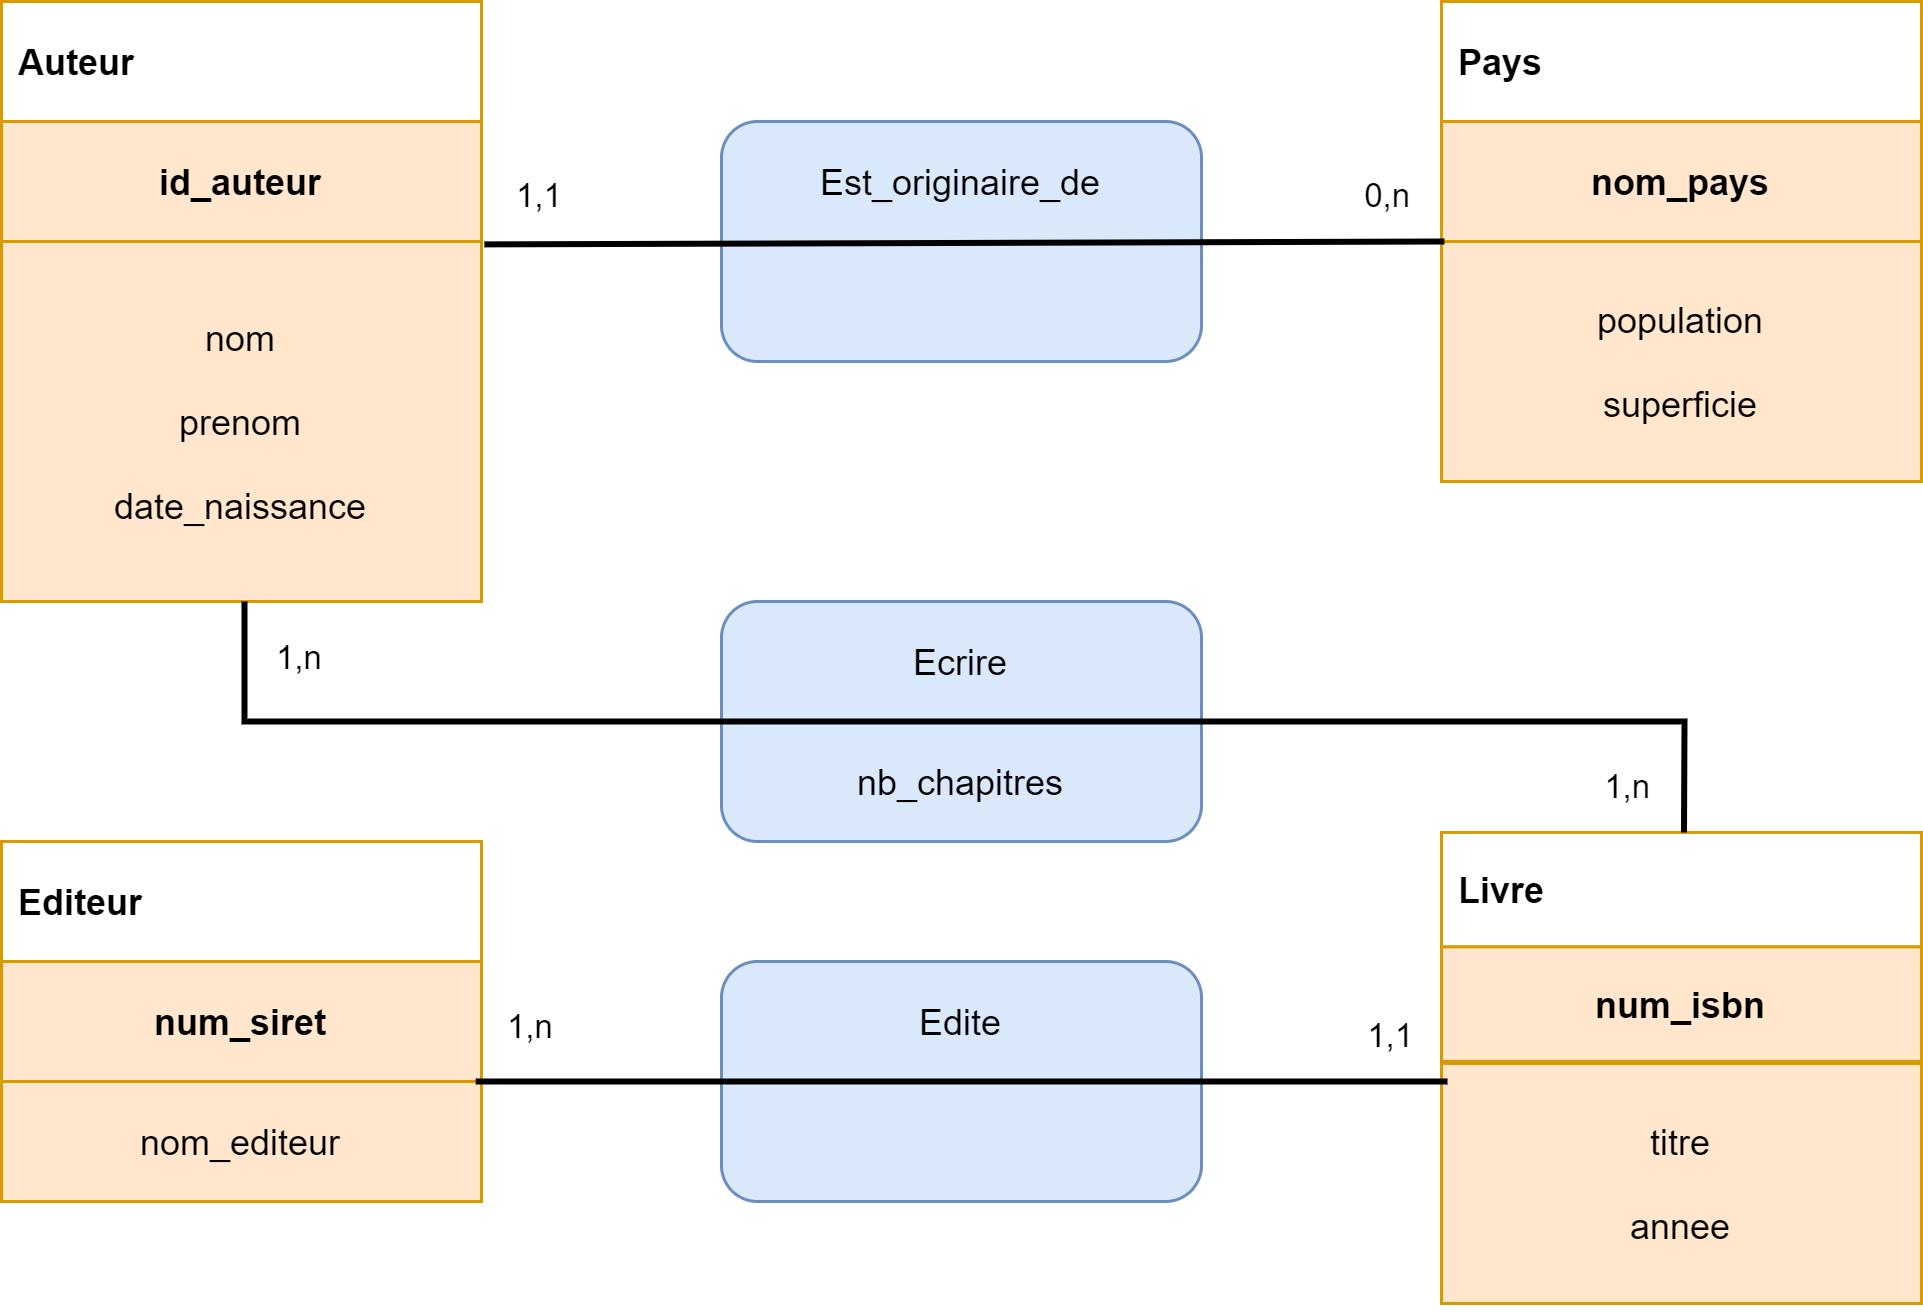 Auteur
id_auteur
nom
prenom
date_naissance
1,1
Est_originaire_de
0,n
Pays
nom_pays
population
superficie
1,n
Ecrire
nb_chapitres
1,n
Editeur
num_siret
nom_editeur
1,n
Edite
1,1
Livre
num_isbn
titre
annee